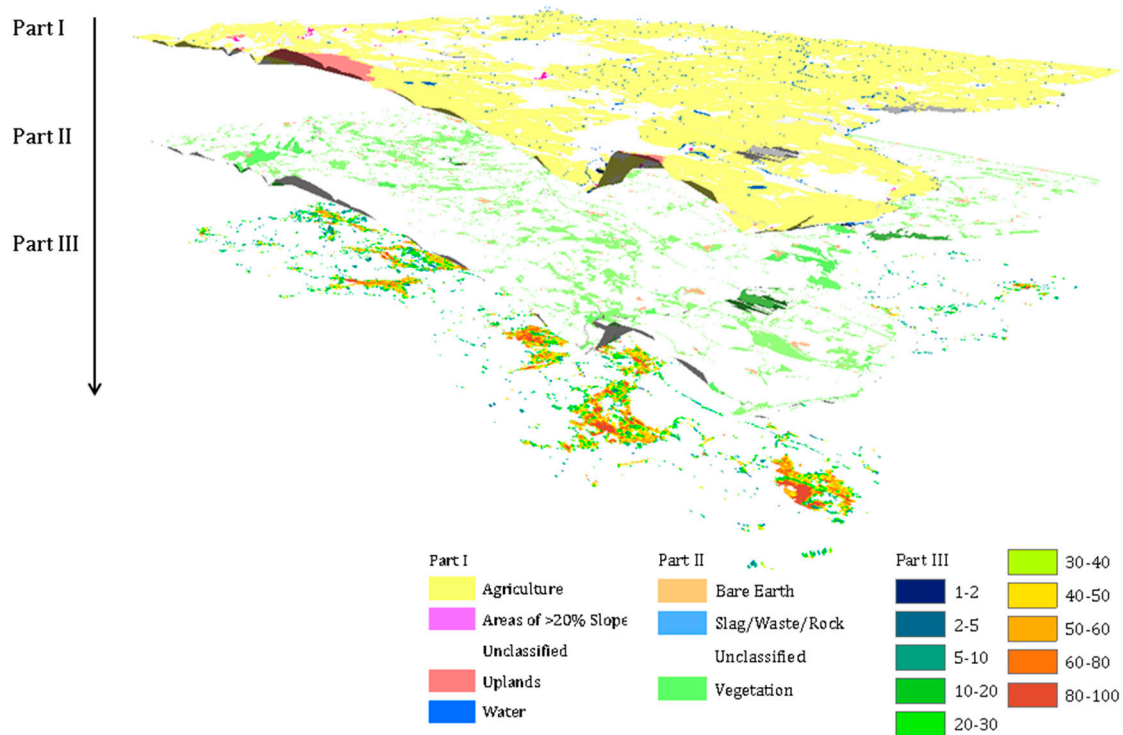 Part I
Part II
Part III
Part I
Agriculture
Areas of >20% Slope
Unclassified
Uplands
Water
Part II
Bare Earth
Slag/Waste/Rock
Unclassified
Vegetation
Part III
1-2
2-5
5-10
10-20
20-30
30-40
40-50
50-60
60-80
80-100